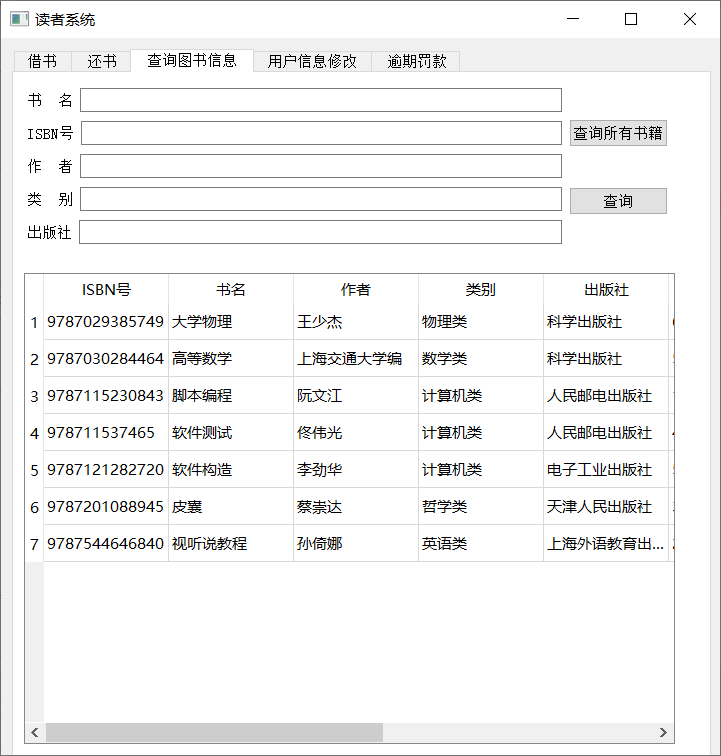 读者系统
借书 还书 查询图书信息 用户信息修改 逾期罚款
书 名
ISBN号 查询所有书籍
作 者
类 别 查询
出版社
ISBN号 书名 作者 类别 出版社
1 9787029385749 大学物理 王少杰 物理类 科学出版社
2 9787030284464 高等数学 上海交通大学编 数学类 科学出版社
3 9787115230843 脚本编程 阮文江 计算机类 人民邮电出版社
4 978711537465 软件测试 佟伟光 计算机类 人民邮电出版社
5 9787121282720 软件构造 李劲华 计算机类 电子工业出版社
6 9787201088945 皮囊 蔡崇达 哲学类 天津人民出版社
7 9787544646840 视听说教程 孙倚娜 英语类 上海外语教育出...